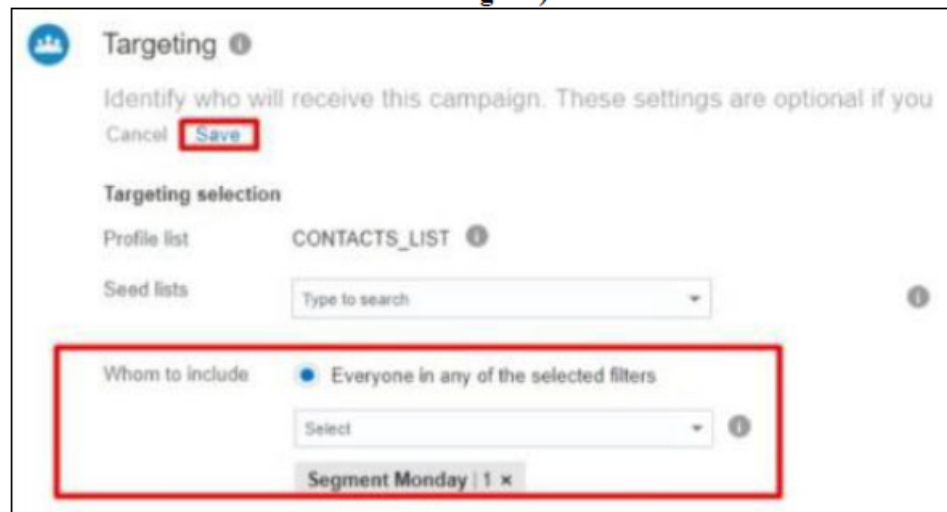 Targeting
Identify who will receive this campaign. These settings are optional if you
Cancel Save
Targeting selection
Profile list CONTACTS_LIST
Seed lists Type to search
Whom to include Everyone in any of the selected filters
Select
Segment Monday | 1 ×